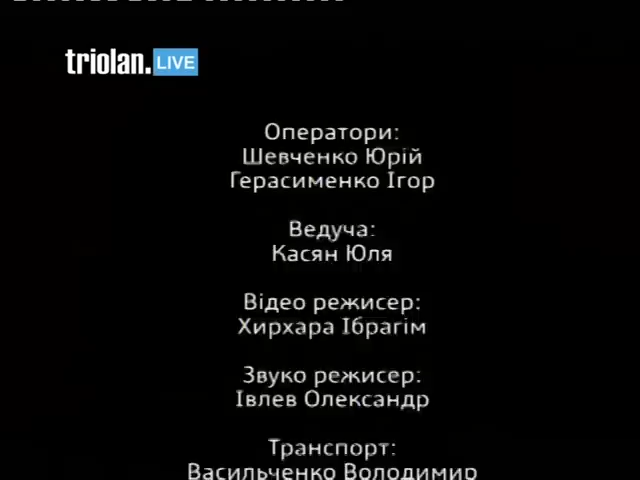 triolan.LIVE
Оператори:
Шевченко Юрій
Герасименко Ігор
Ведуча:
Касян Юля
Відео режисер:
Хирхара Ібрагім
Звуко режисер:
Івлев Олександр
Транспорт:
Васильченко Володимир